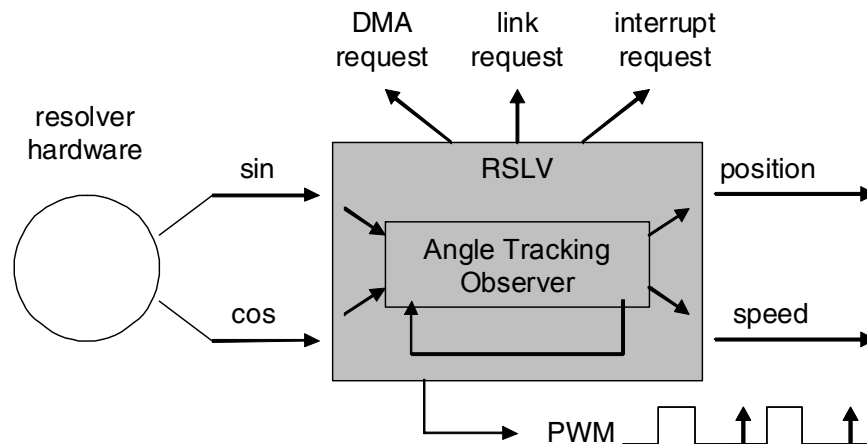 DMA
request
link
request
interrupt
request
resolver
hardware
sin
RSLV
position
Angle Tracking
Observer
cos
speed
PWM